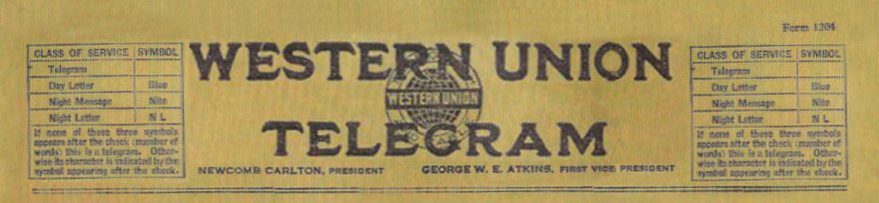 Form 1204
CLASS OF SERVICE SYMBOL
Telegram
Day Letter Blue
Night Message Nite
Night Letter N L
If none of these three symbols
appears after the check (number of
words) this is a telegram. Other-
wise its character is indicated by the
symbol appearing after the check.
WESTERN UNION
WESTERN UNION
TELEGRAM
NEWCOMB CARLTON, PRESIDENT GEORGE W. E. ATKINS, FIRST VICE PRESIDENT
CLASS OF SERVICE SYMBOL
Telegram
Day Letter Blue
Night Message Nite
Night Letter N L
If none of these three symbols
appears after the check (number of
words) this is a telegram. Other-
wise its character is indicated by the
symbol appearing after the check.